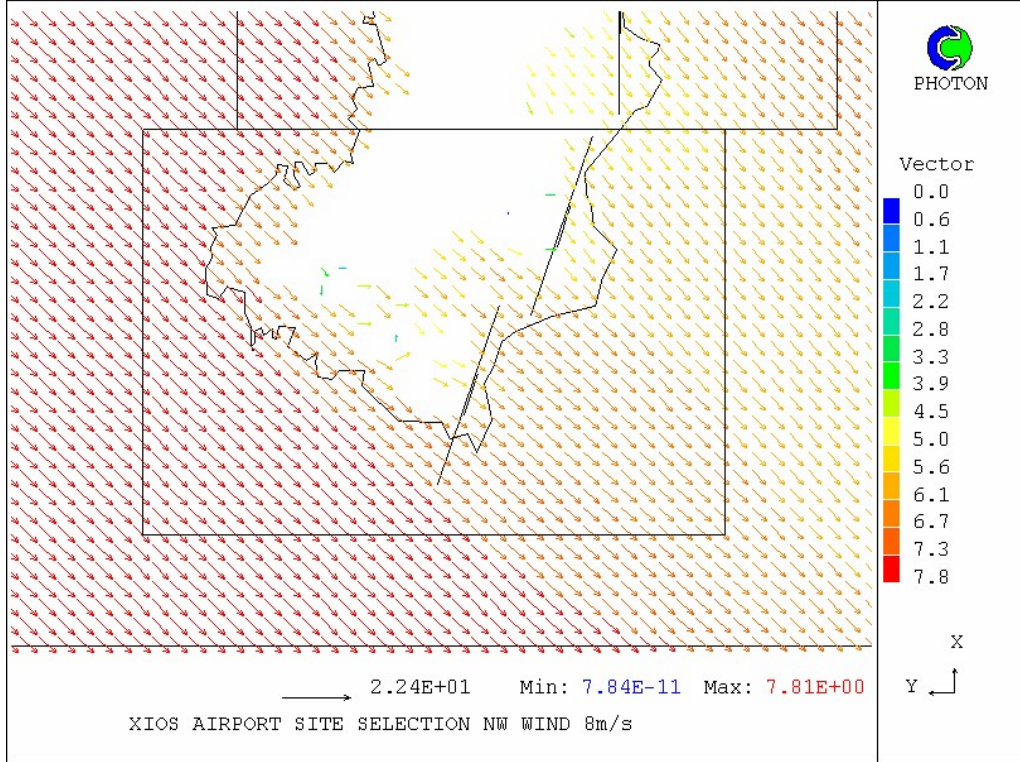 PHOTON
Vector
0.0
0.6
1.1
1.7
2.2
2.8
3.3
3.9
4.5
5.0
5.6
6.1
6.7
7.3
7.8
X
Y
2.24E+01 Min: 7.84E-11 Max: 7.81E+00
XIOS AIRPORT SITE SELECTION NW WIND 8m/s